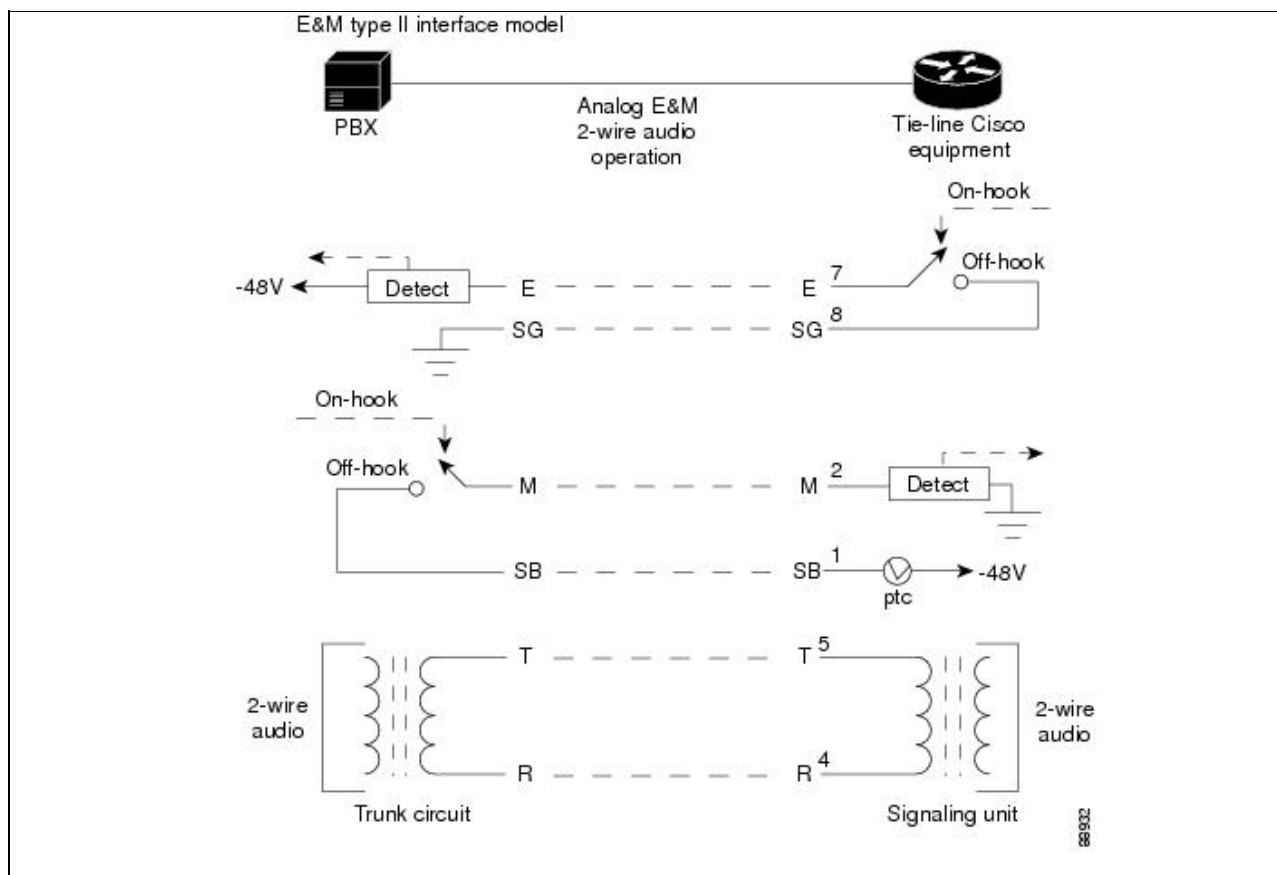 E&M type II interface model
PBX
Analog E&M
2-wire audio
operation
Tie-line Cisco
equipment
On-hook
Off-hook
-48V
Detect
E
E
7
SG
SG
8
On-hook
Off-hook
M
M
2
Detect
SB
SB
1
ptc
-48V
T
T
5
2-wire
audio
2-wire
audio
R
R
4
Trunk circuit
Signaling unit
88932